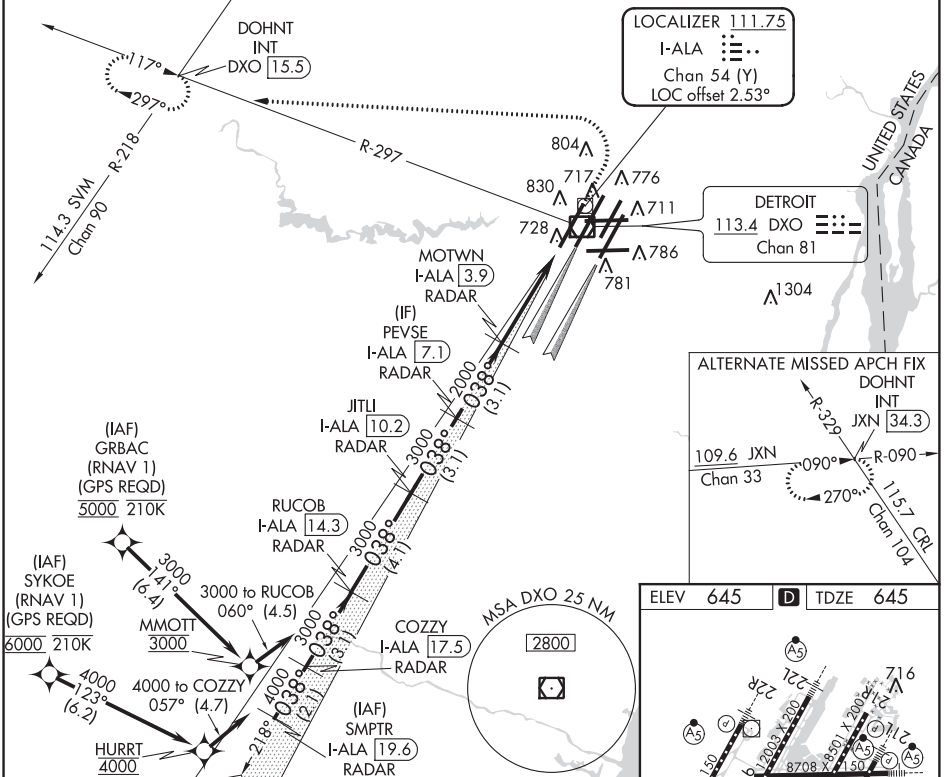 DOHNT
INT
DXO 15.5
117°
297°
R-218
114.3 SVM
Chan 90
R-297
LOCALIZER 111.75
I-ALA
Chan 54 (Y)
LOC offset 2.53°
UNITED STATES
CANADA
804
717
776
830
711
728
786
781
1304
DETROIT
113.4 DXO
Chan 81
MOTWN
I-ALA 3.9
RADAR
(IF)
PEVSE
I-ALA 7.1
RADAR
2000
038°
(3.1)
JITLI
I-ALA 10.2
RADAR
3000
038°
(3.1)
RUCOB
I-ALA 14.3
RADAR
3000
038°
(4.1)
(IAF)
GRBAC
(RNAV 1)
(GPS REQD)
5000 210K
3000
141°
(6.4)
3000 to RUCOB
060° (4.5)
MMOTT
3000
(IAF)
SYKOE
(RNAV 1)
(GPS REQD)
6000 210K
4000
123°
(6.2)
4000 to COZZY
057° (4.7)
HURRT
4000
3000
038°
(3.1)
COZZY
I-ALA 17.5
RADAR
4000
038°
(2.1)
218°
(IAF)
SMPTR
I-ALA 19.6
RADAR
MSA DXO 25 NM
2800
ALTERNATE MISSED APCH FIX
DOHNT
INT
JXN 34.3
R-329
109.6 JXN
Chan 33
090°
R-090
270°
115.7 CRL
Chan 104
ELEV 645 D TDZE 645
A5
22R
22L
716
A5
12003 X 200
8501 X 200
21L
A5
A5
150
8708 X 150